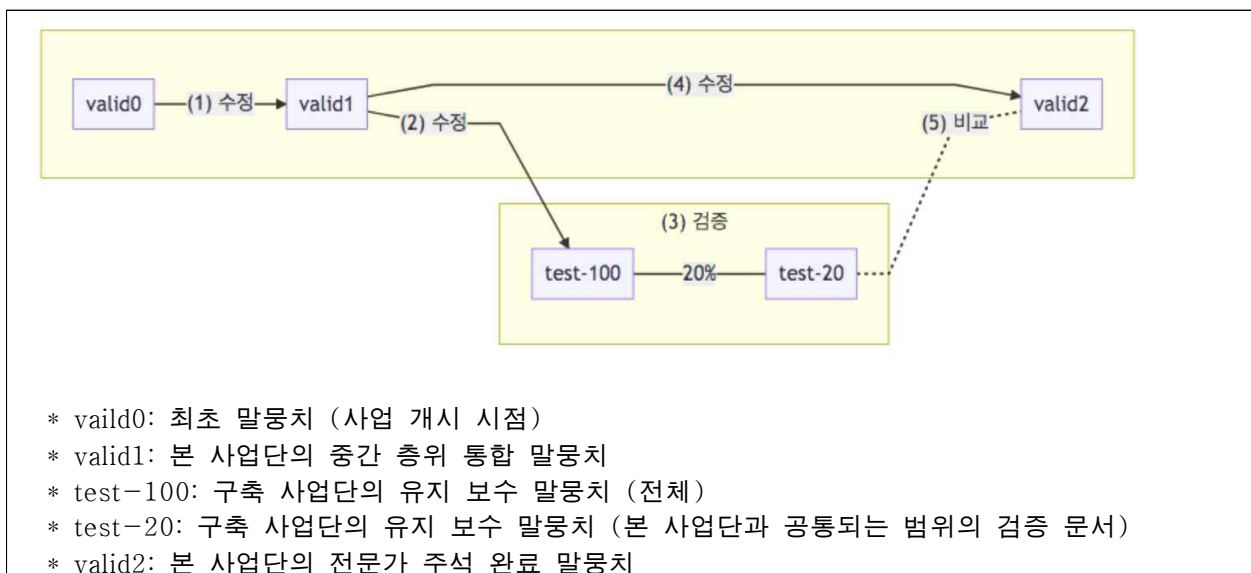 valid0
(1) 수정
valid1
(4) 수정
valid2
(2) 수정
(5) 비교
(3) 검증
test-100
20%
test-20
* vaild0: 최초 말뭉치 (사업 개시 시점)
* valid1: 본 사업단의 중간 층위 통합 말뭉치
* test-100: 구축 사업단의 유지 보수 말뭉치 (전체)
* test-20: 구축 사업단의 유지 보수 말뭉치 (본 사업단과 공통되는 범위의 검증 문서)
* valid2: 본 사업단의 전문가 주석 완료 말뭉치